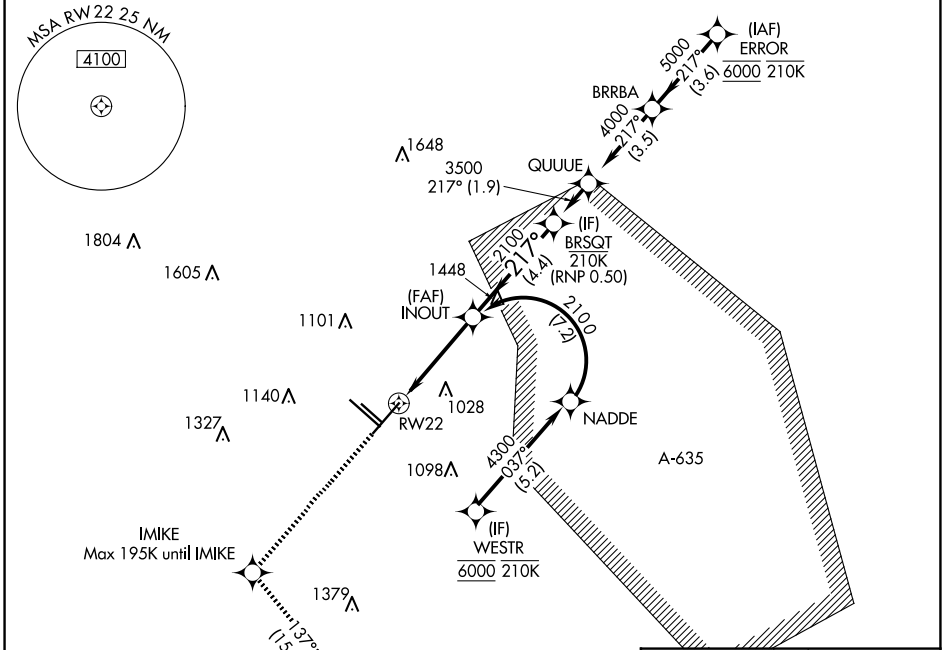 MSA RW22 25 NM
4100
(IAF)
ERROR
6000 210K
5000
217°
(3.6)
BRRBA
4000
217°
(3.5)
1648
QUUUE
3500
217° (1.9)
(IF)
BRSQT
210K
(RNP 0.50)
2100
217°
(4.4)
1804
1605
1448
(FAF)
INOUT
2100
(7.2)
1101
1140
1028
RW22
NADDE
1327
4300
037°
(5.2)
1098
A-635
(IF)
WESTR
6000 210K
IMIKE
Max 195K until IMIKE
1379
137°
(15